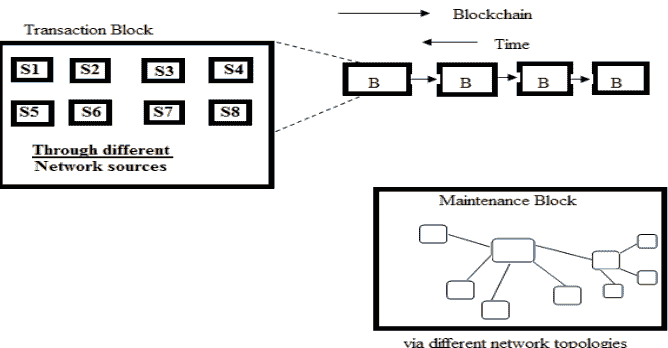 Blockchain
Transaction Block
Time
S1 S2 S3 S4
B B B B
S5 S6 S7 S8
Through different
Network sources
Maintenance Block
via different network topologies